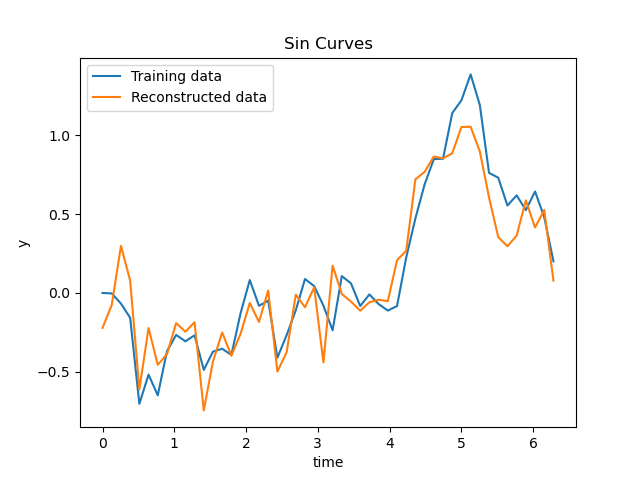 Sin Curves
Training data
Reconstructed data
1.0
0.5
0.0
−0.5
y
0 1 2 3 4 5 6
time